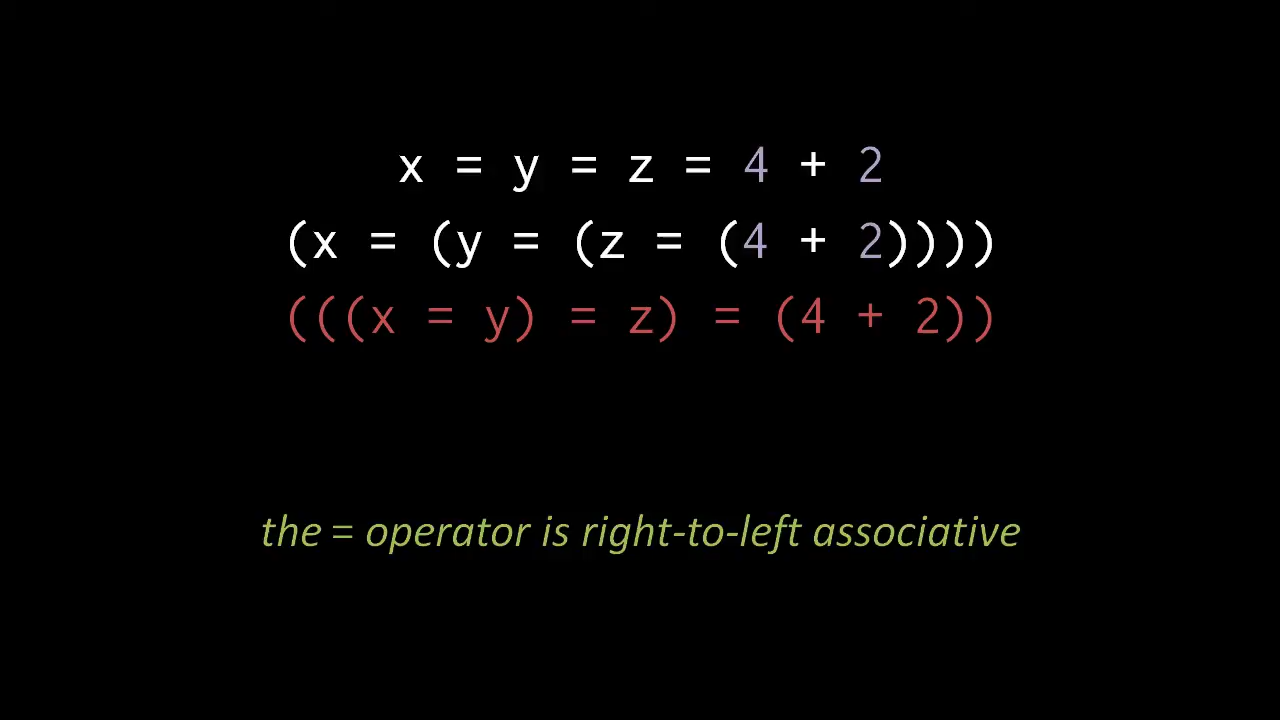 x = y = z = 4 + 2
(x = (y = (z = (4 + 2))))
(((x = y) = z) = (4 + 2))
the = operator is right-to-left associative